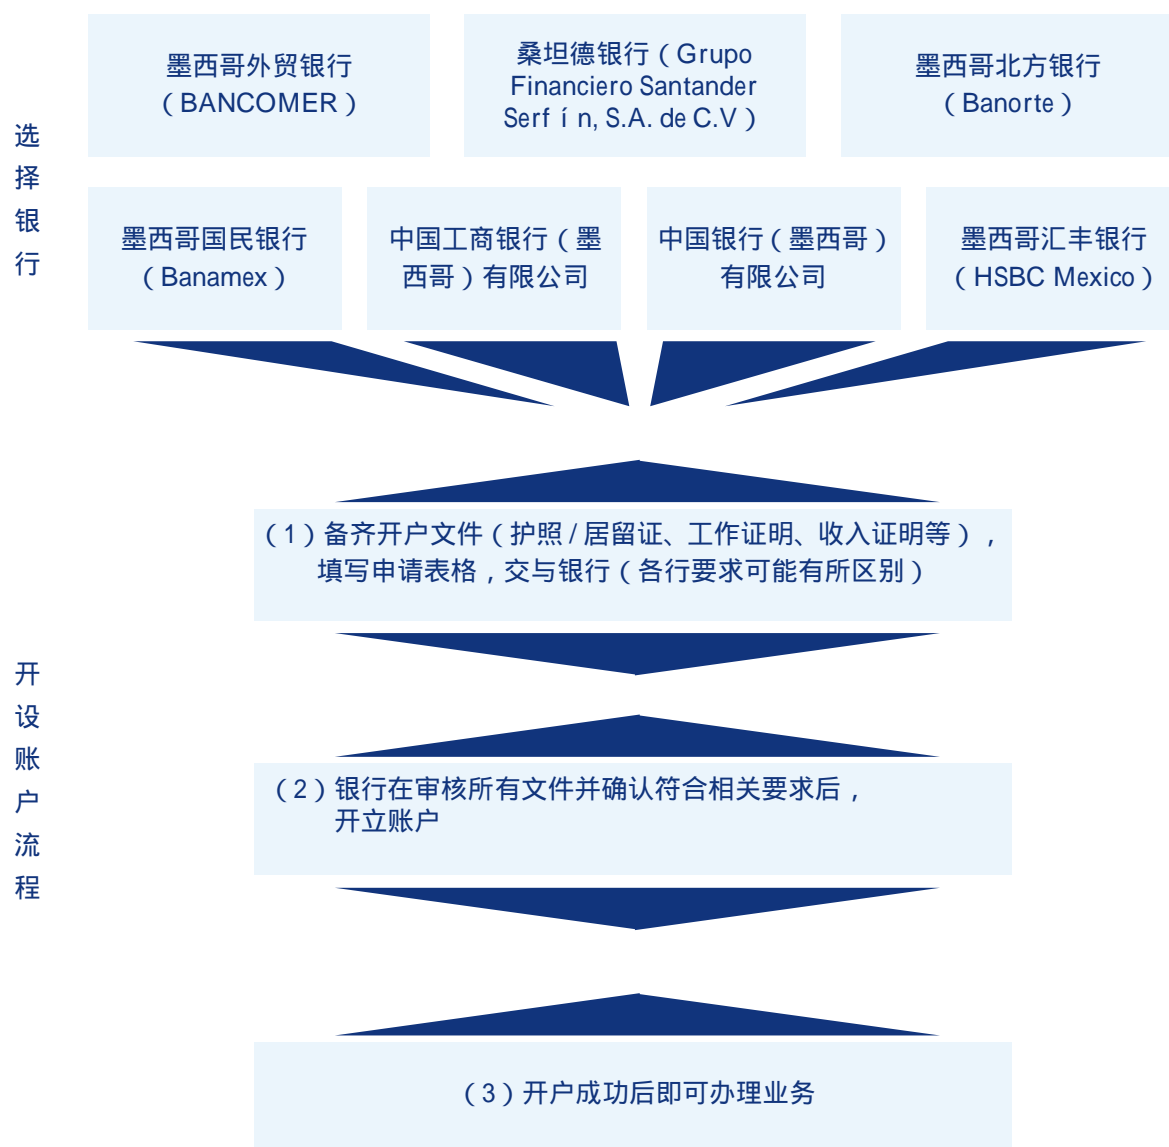 选择银行
墨西哥外贸银行
（BANCOMER）
桑坦德银行（Grupo
Financiero Santander
Serfín, S.A. de C.V）
墨西哥北方银行
（Banorte）
墨西哥国民银行
（Banamex）
中国工商银行（墨
西哥）有限公司
中国银行（墨西哥）
有限公司
墨西哥汇丰银行
（HSBC Mexico）
开设账户流程
（1）备齐开户文件（护照/居留证、工作证明、收入证明等），
填写申请表格，交与银行（各行要求可能有所区别）
（2）银行在审核所有文件并确认符合相关要求后，
开立账户
（3）开户成功后即可办理业务